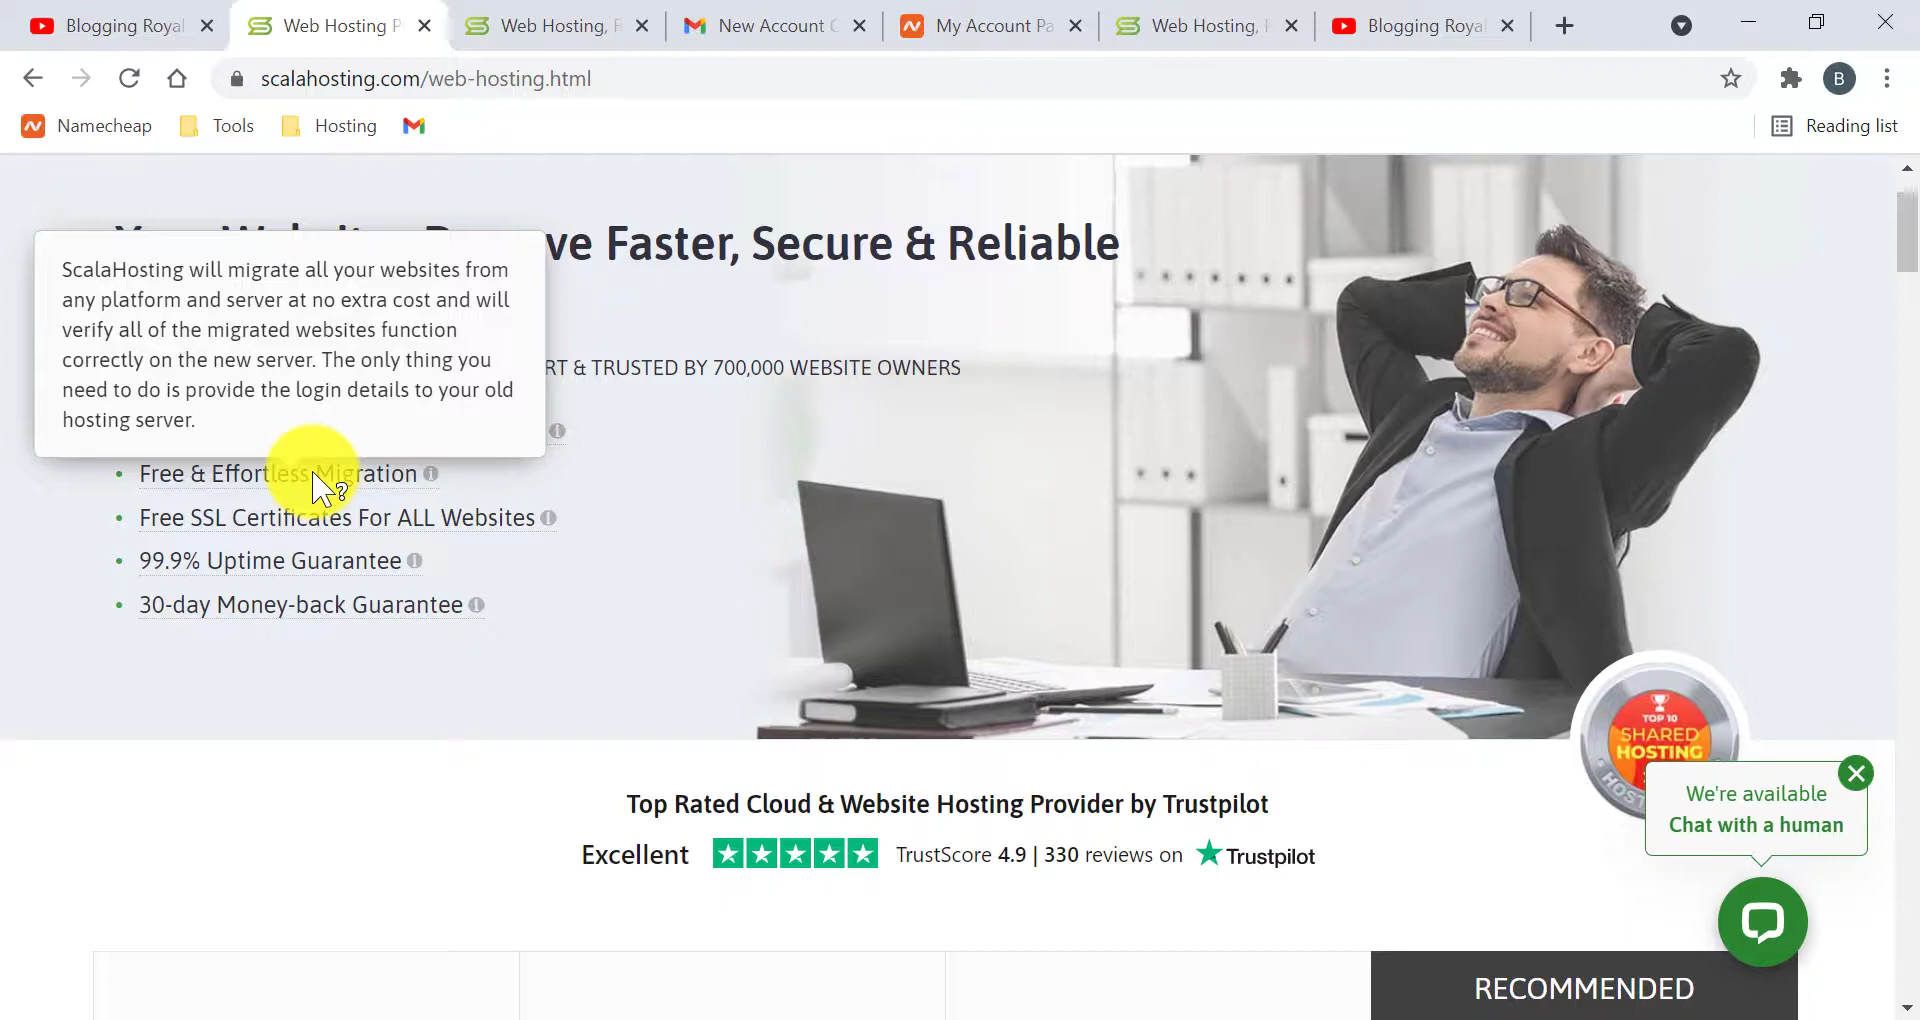 Blogging Royal
Web Hosting P
Web Hosting, F
New Account C
My Account Pa
Web Hosting, F
Blogging Royal
scalahosting.com/web-hosting.html
B
Namecheap
Tools
Hosting
Reading list
ve Faster, Secure & Reliable
ScalaHosting will migrate all your websites from
any platform and server at no extra cost and will
verify all of the migrated websites function
correctly on the new server. The only thing you
need to do is provide the login details to your old
hosting server.
RT & TRUSTED BY 700,000 WEBSITE OWNERS
• Free & Effortless Migration
• Free SSL Certificates For ALL Websites
• 99.9% Uptime Guarantee
• 30-day Money-back Guarantee
TOP 10
SHARED
HOSTING
We're available
Chat with a human
Top Rated Cloud & Website Hosting Provider by Trustpilot
Excellent
TrustScore 4.9 | 330 reviews on
Trustpilot
RECOMMENDED